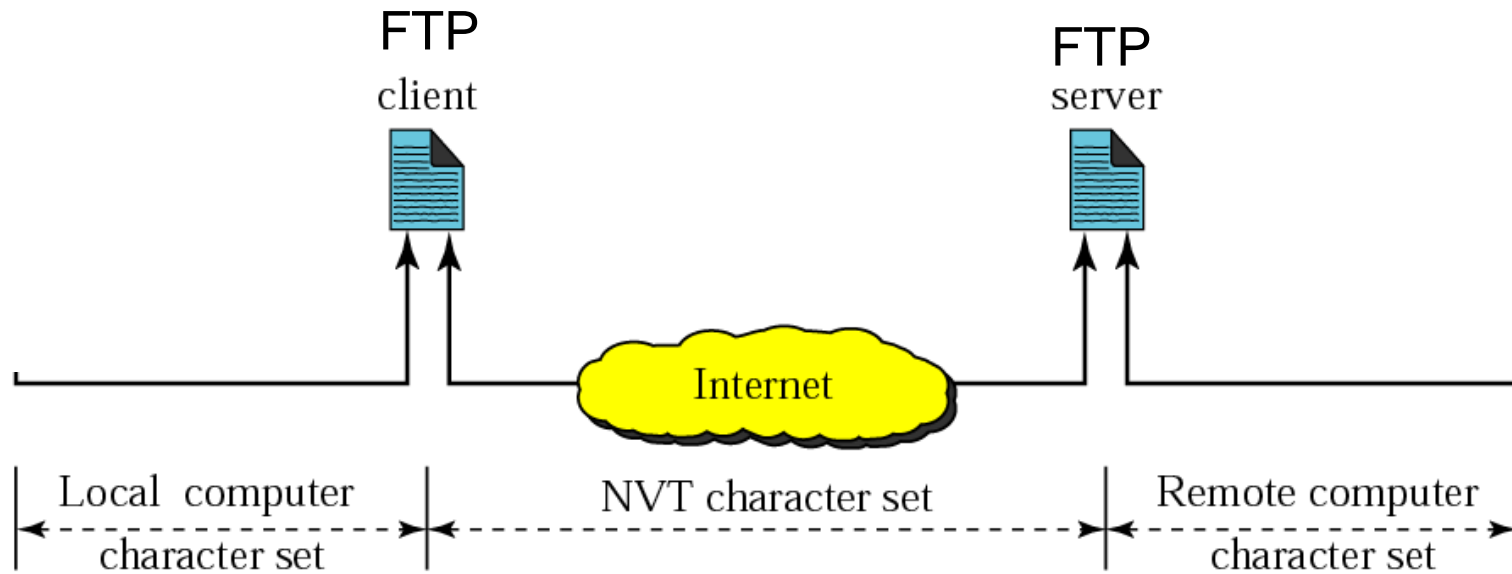 FTP
client
FTP
server
Internet
Local computer
character set
NVT character set
Remote computer
character set